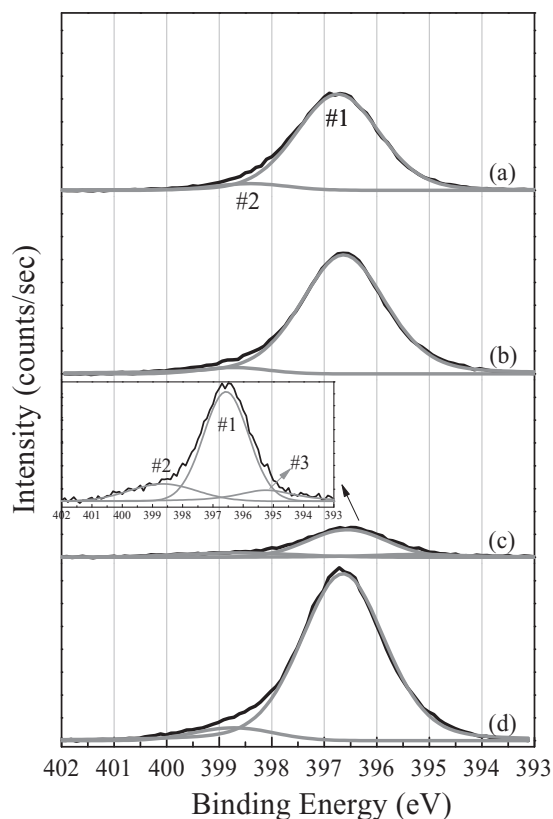 #1
(a)
#2
(b)
#2
#1
#3
402 401 400 399 398 397 396 395 394 393
(c)
(d)
402 401 400 399 398 397 396 395 394 393
Binding Energy (eV)
Intensity (counts/sec)